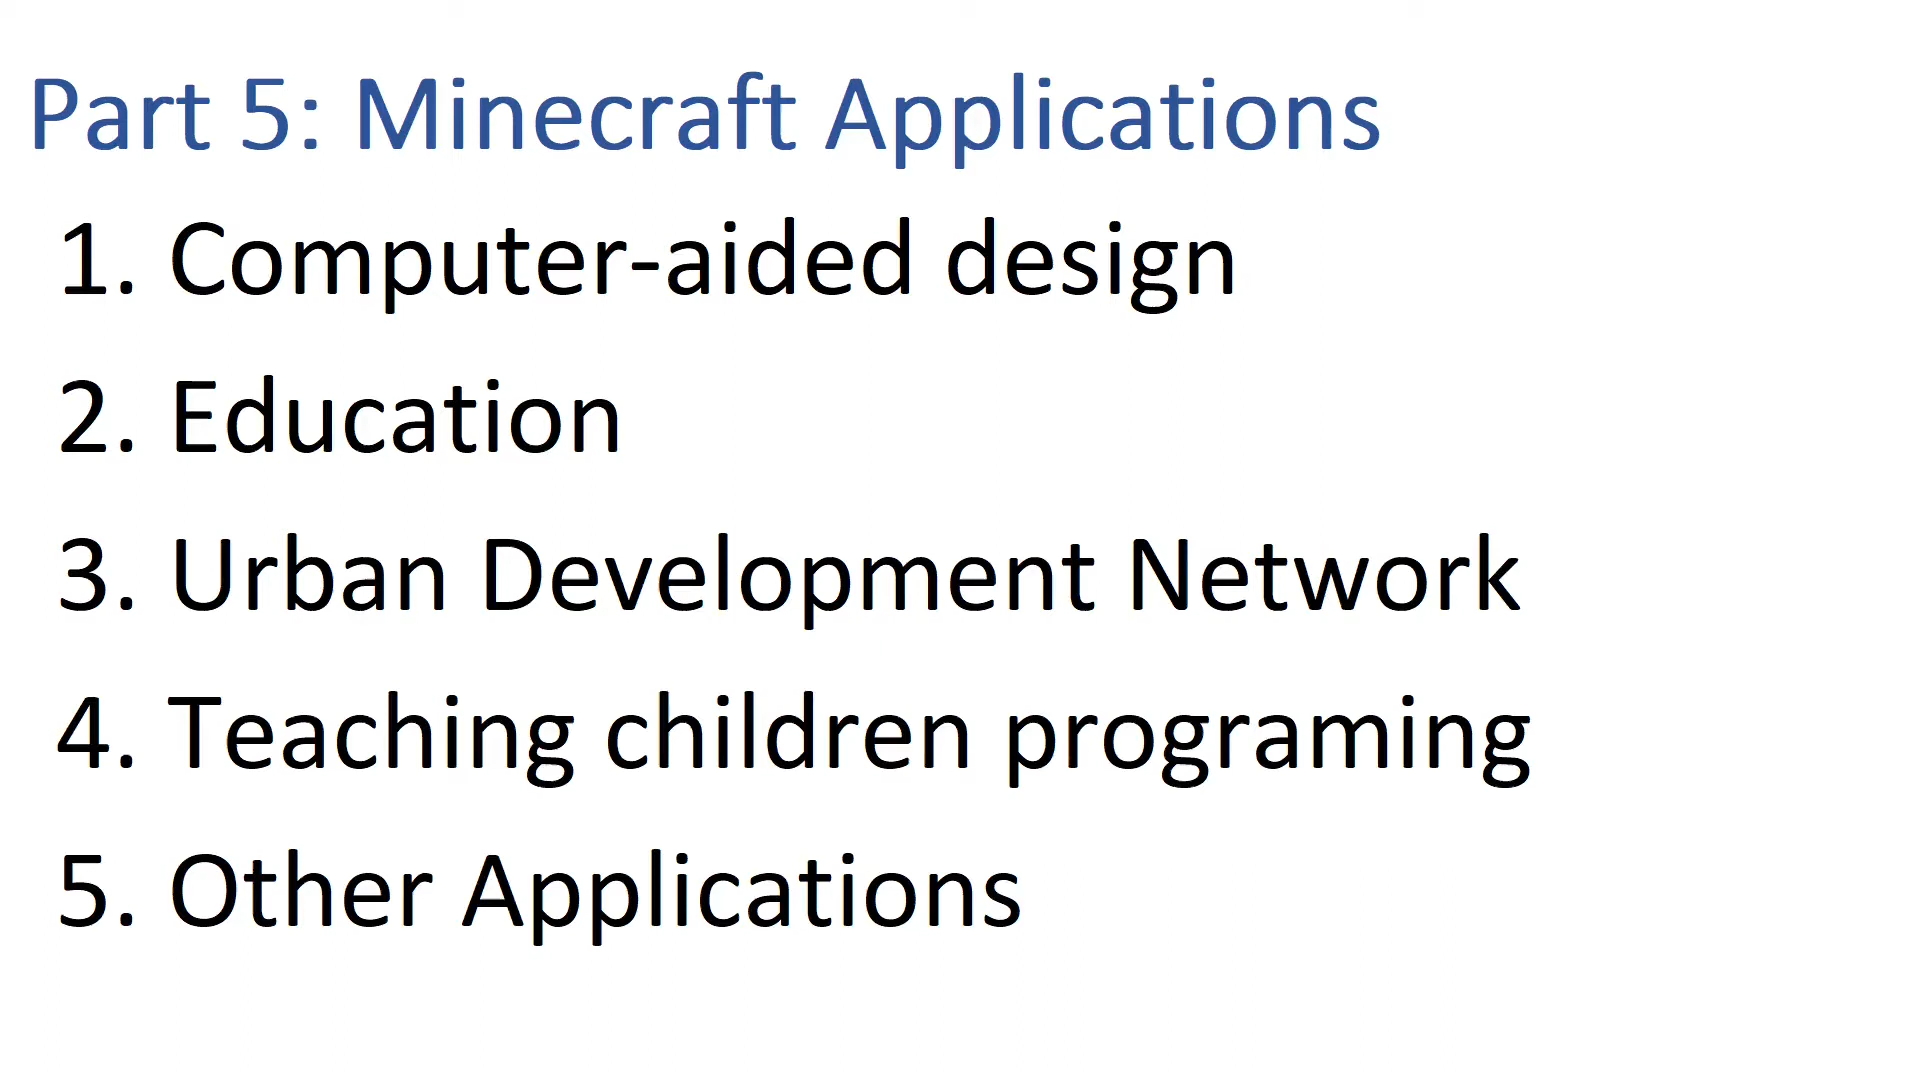 Part 5: Minecraft Applications
1. Computer-aided design
2. Education
3. Urban Development Network
4. Teaching children programing
5. Other Applications